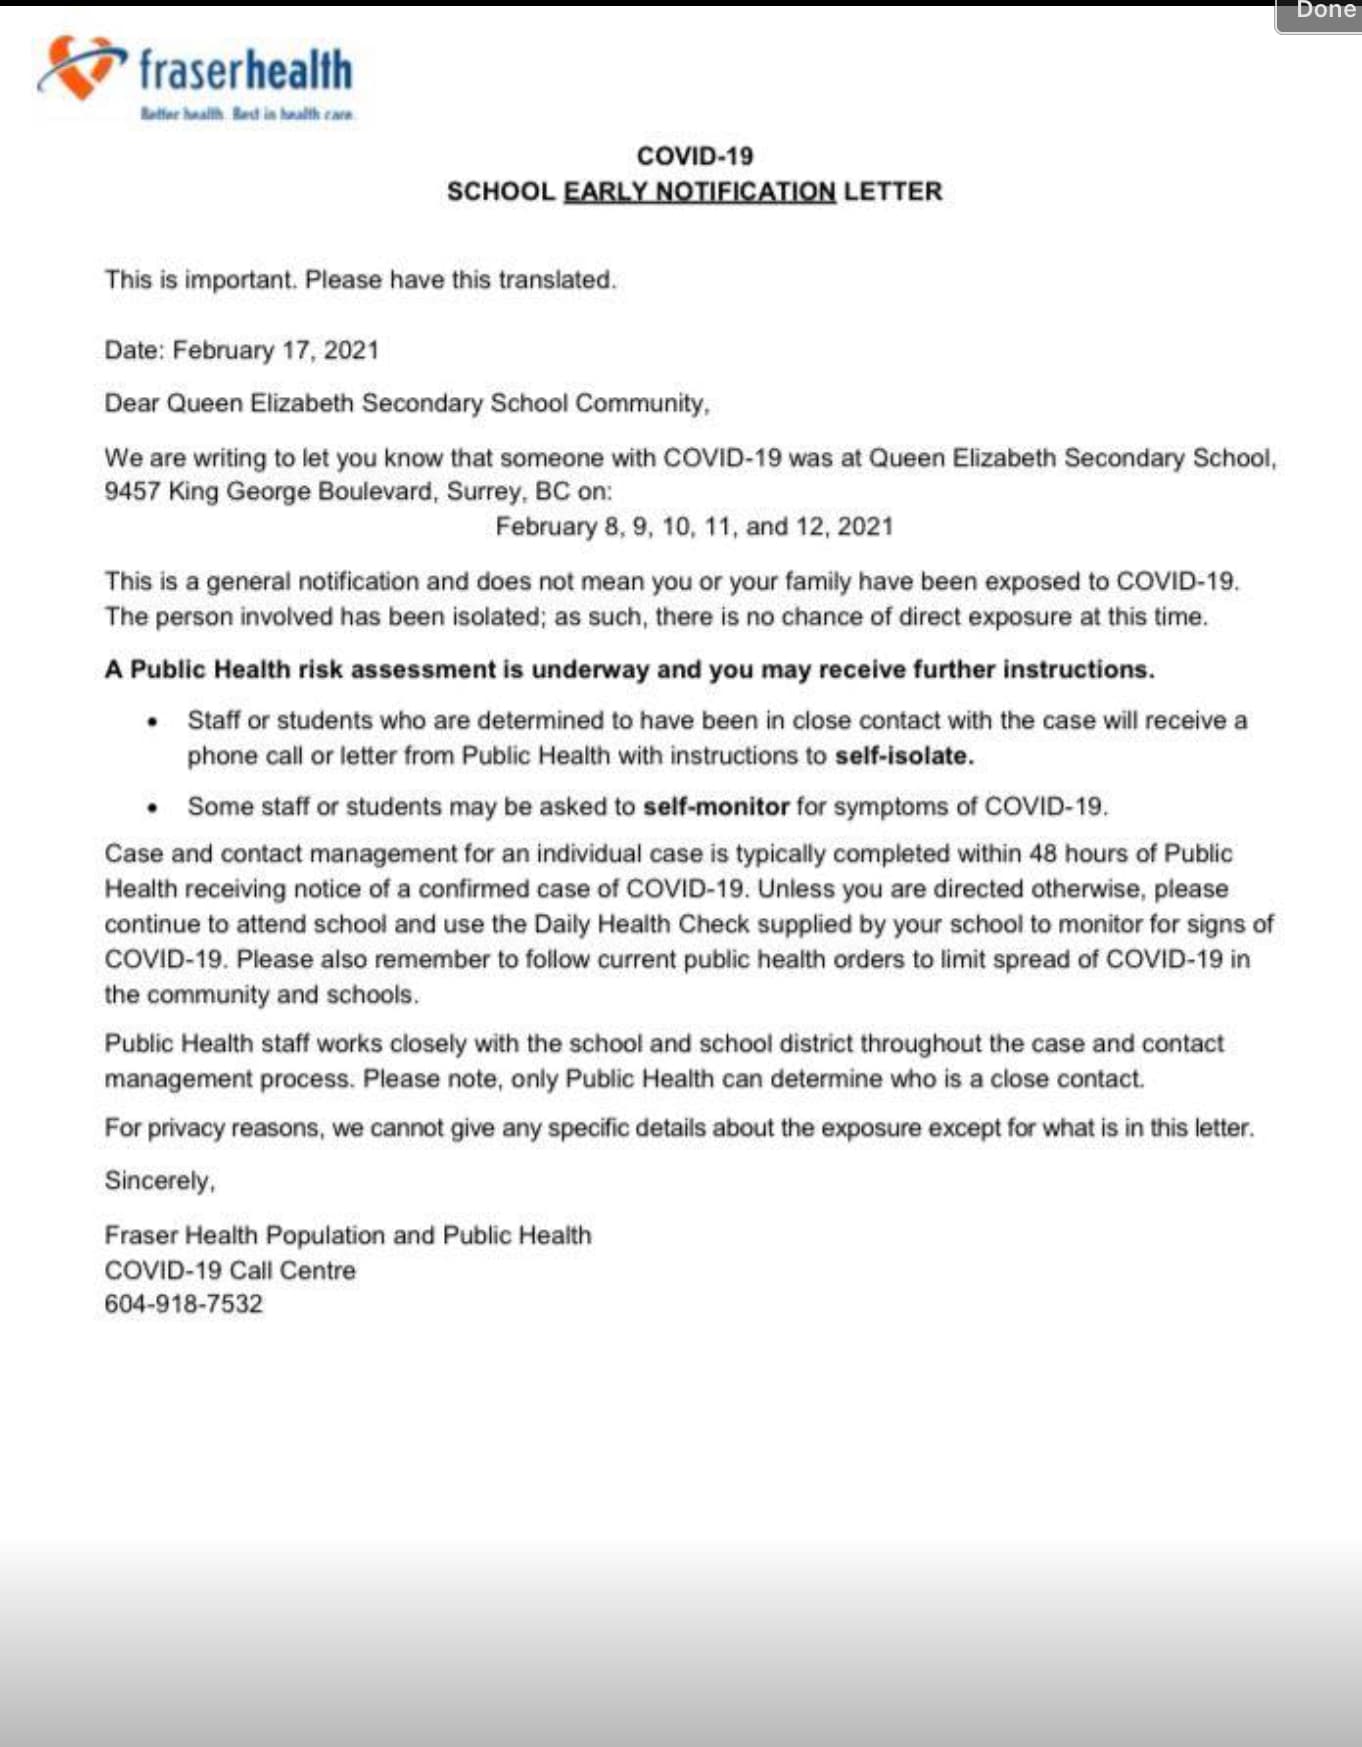 Done
fraserhealth
Better health. Best in health care.
COVID-19
SCHOOL EARLY NOTIFICATION LETTER
This is important. Please have this translated.
Date: February 17, 2021
Dear Queen Elizabeth Secondary School Community,
We are writing to let you know that someone with COVID-19 was at Queen Elizabeth Secondary School,
9457 King George Boulevard, Surrey, BC on:
February 8, 9, 10, 11, and 12, 2021
This is a general notification and does not mean you or your family have been exposed to COVID-19.
The person involved has been isolated; as such, there is no chance of direct exposure at this time.
A Public Health risk assessment is underway and you may receive further instructions.
• Staff or students who are determined to have been in close contact with the case will receive a
phone call or letter from Public Health with instructions to self-isolate.
• Some staff or students may be asked to self-monitor for symptoms of COVID-19.
Case and contact management for an individual case is typically completed within 48 hours of Public
Health receiving notice of a confirmed case of COVID-19. Unless you are directed otherwise, please
continue to attend school and use the Daily Health Check supplied by your school to monitor for signs of
COVID-19. Please also remember to follow current public health orders to limit spread of COVID-19 in
the community and schools.
Public Health staff works closely with the school and school district throughout the case and contact
management process. Please note, only Public Health can determine who is a close contact.
For privacy reasons, we cannot give any specific details about the exposure except for what is in this letter.
Sincerely,
Fraser Health Population and Public Health
COVID-19 Call Centre
604-918-7532